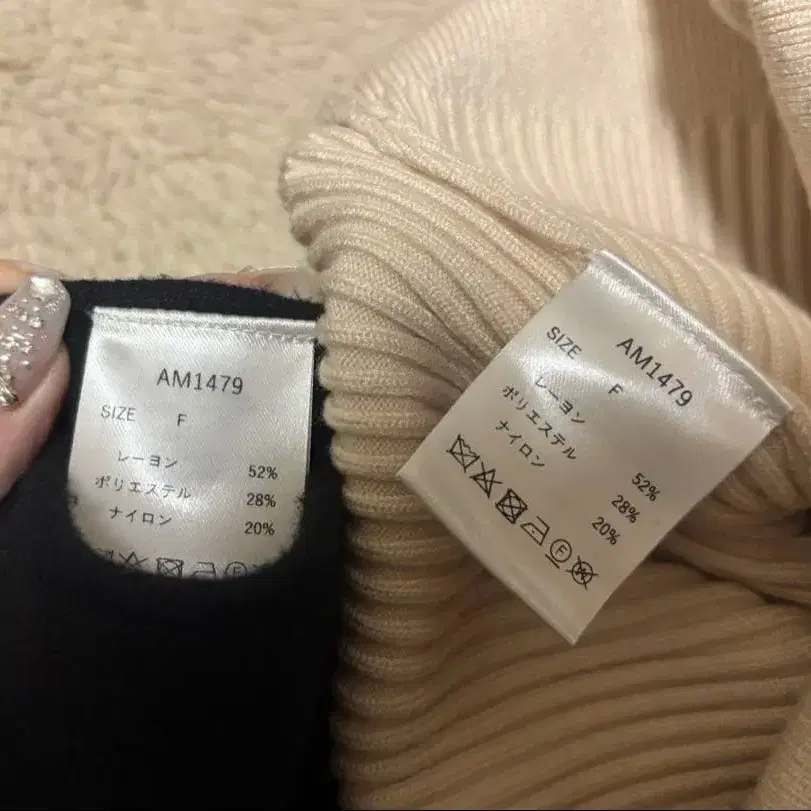 AM1479
SIZE F
レーヨン 52%
ポリエステル 28%
ナイロン 20%
AM1479
SIZE F
レーヨン 52%
ポリエステル 28%
ナイロン 20%
F